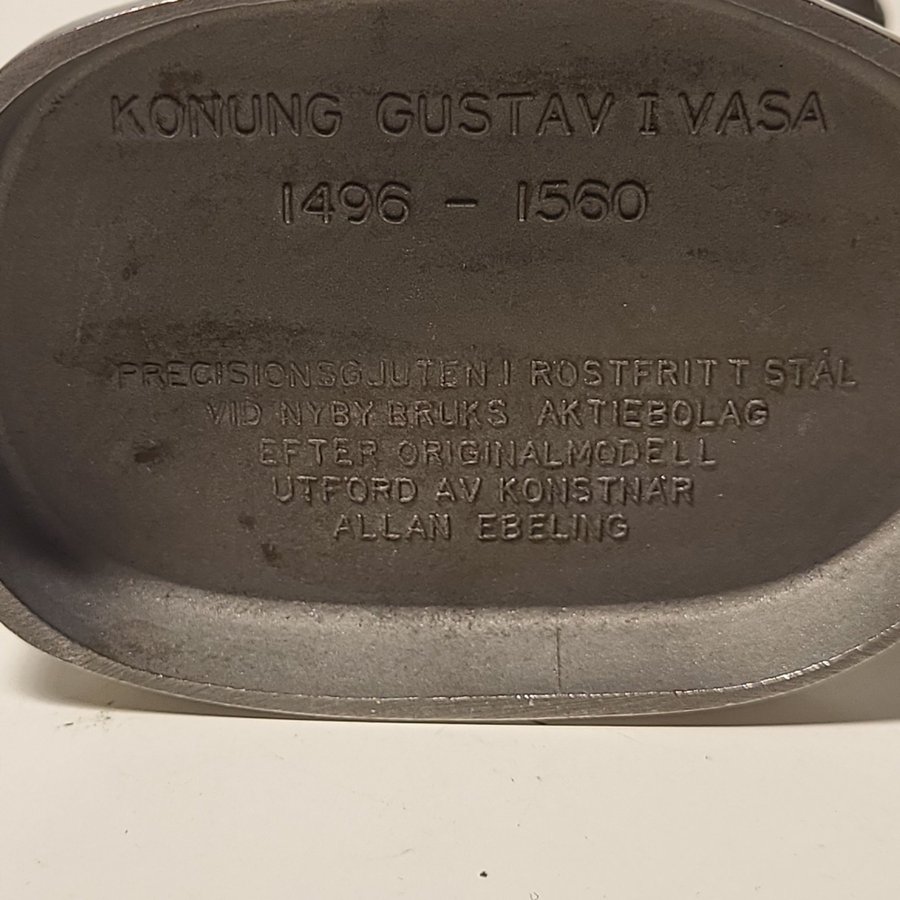 KONUNG GUSTAV I VASA
1496 - 1560
PRECISIONSGJUTEN I ROSTFRITT STÅL
VID NYBY BRUKS AKTIEBOLAG
EFTER ORIGINALMODELL
UTFÖRD AV KONSTNÄR
ALLAN EBELING